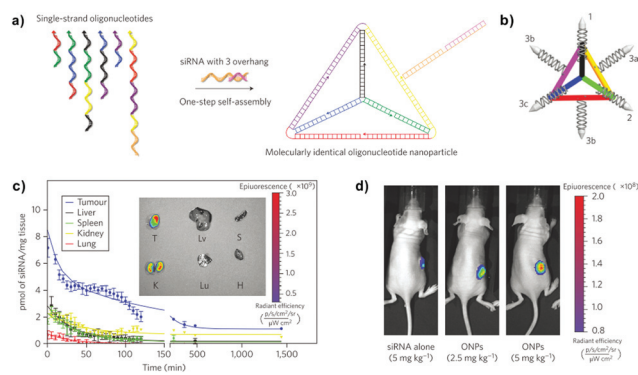 a)
Single-strand oligonucleotides
siRNA with 3 overhang
One-step self-assembly
Molecularly identical oligonucleotide nanoparticle
b)
1
3b
3a
3c
2
3b
c)
pmol of siRNA/mg tissue
10
8
6
4
2
0
Tumour
Liver
Spleen
Kidney
Lung
T
Lv
S
K
Lu
H
Epiuorescence ( ×10⁹)
3.0
2.5
2.0
1.5
1.0
0.5
Radiant efficiency
(p/s/cm²/sr
µW cm²)
0 50 100 150 500 1,000 1,500
Time (min)
d)
siRNA alone
(5 mg kg⁻¹)
ONPs
(2.5 mg kg⁻¹)
ONPs
(5 mg kg⁻¹)
Epiuorescence ( ×10⁸)
2.0
1.8
1.6
1.4
1.2
1.0
0.8
Radiant efficiency
(p/s/cm²/sr
µW cm²)